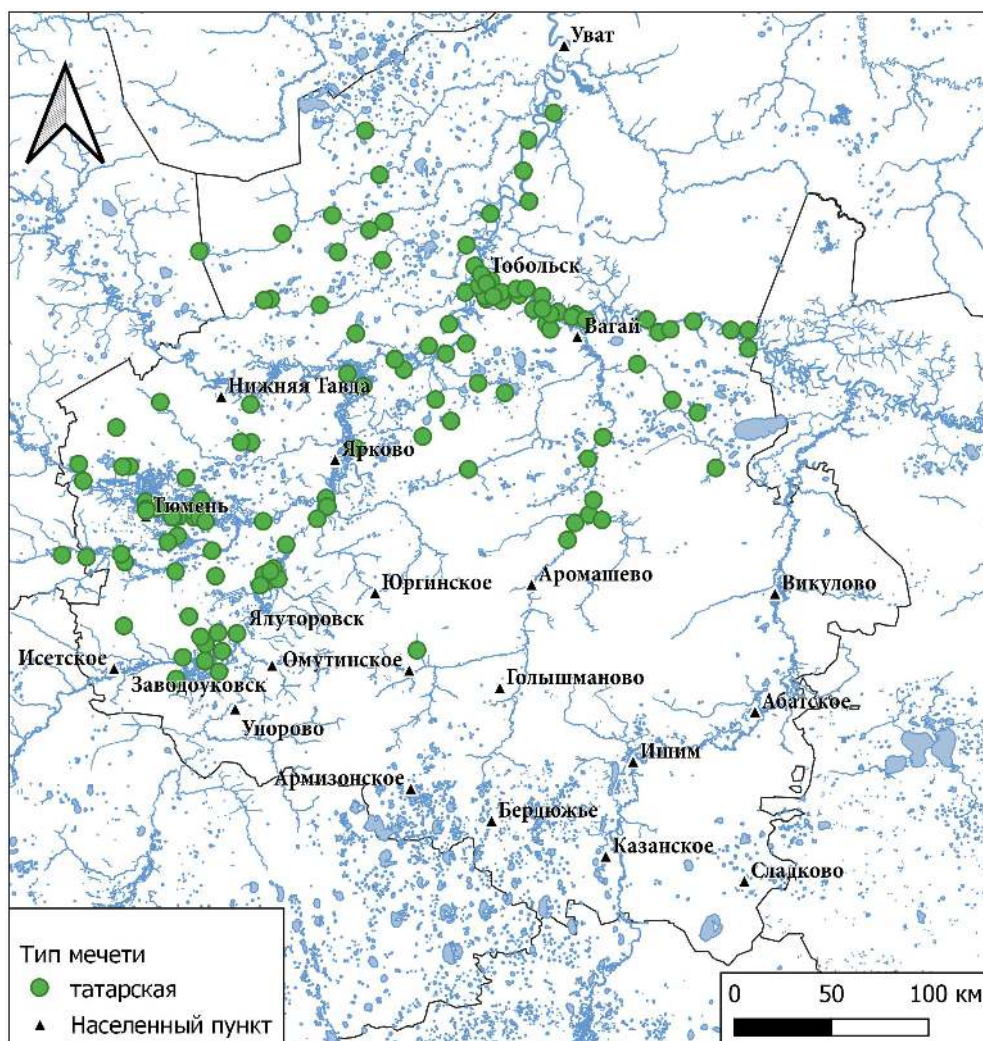 Уват
Тобольск
Вагай
Нижняя Тавда
Ярково
Тюмень
Юргинское
Аромашево
Викулово
Ялуторовск
Исетское
Омутинское
Заводоуковск
Голышманово
Упорово
Абатское
Ишим
Армизонское
Бердюжье
Казанское
Сладково
Тип мечети
татарская
Населенный пункт
0 50 100 км